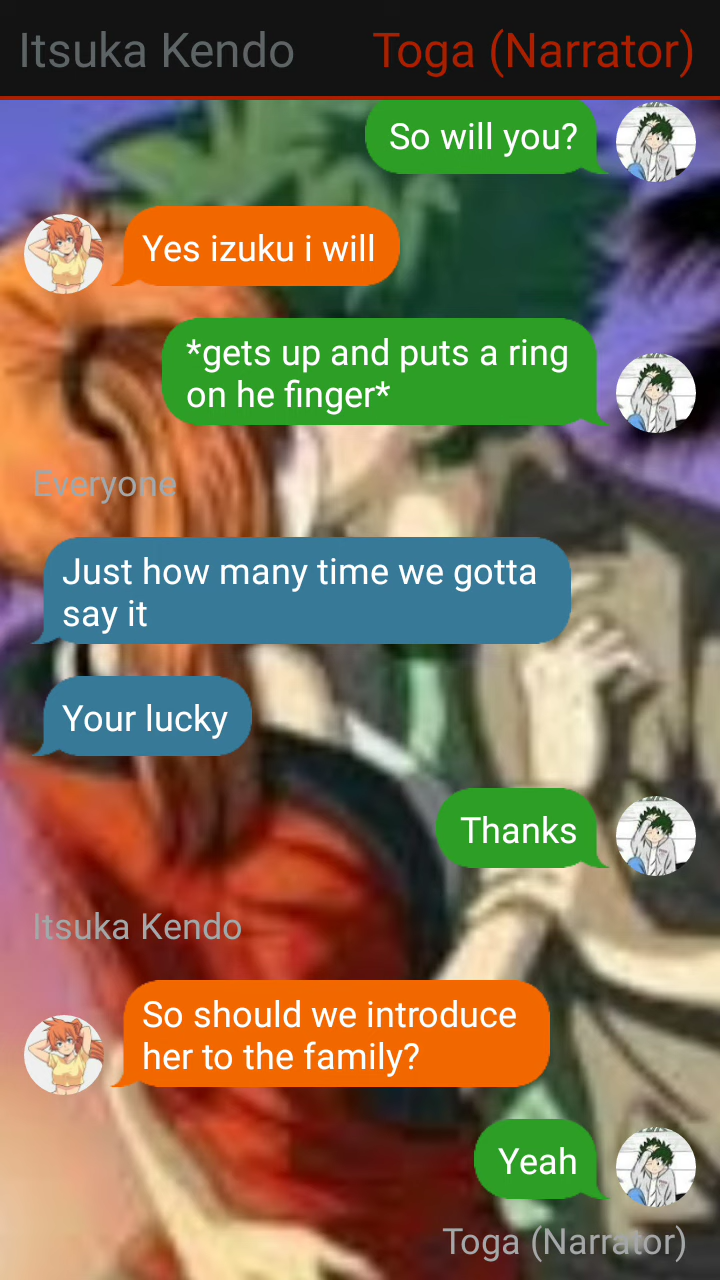 Itsuka Kendo Toga (Narrator)
So will you?
Yes izuku i will
*gets up and puts a ring
on he finger*
Everyone
Just how many time we gotta
say it
Your lucky
Thanks
Itsuka Kendo
So should we introduce
her to the family?
Yeah
Toga (Narrator)